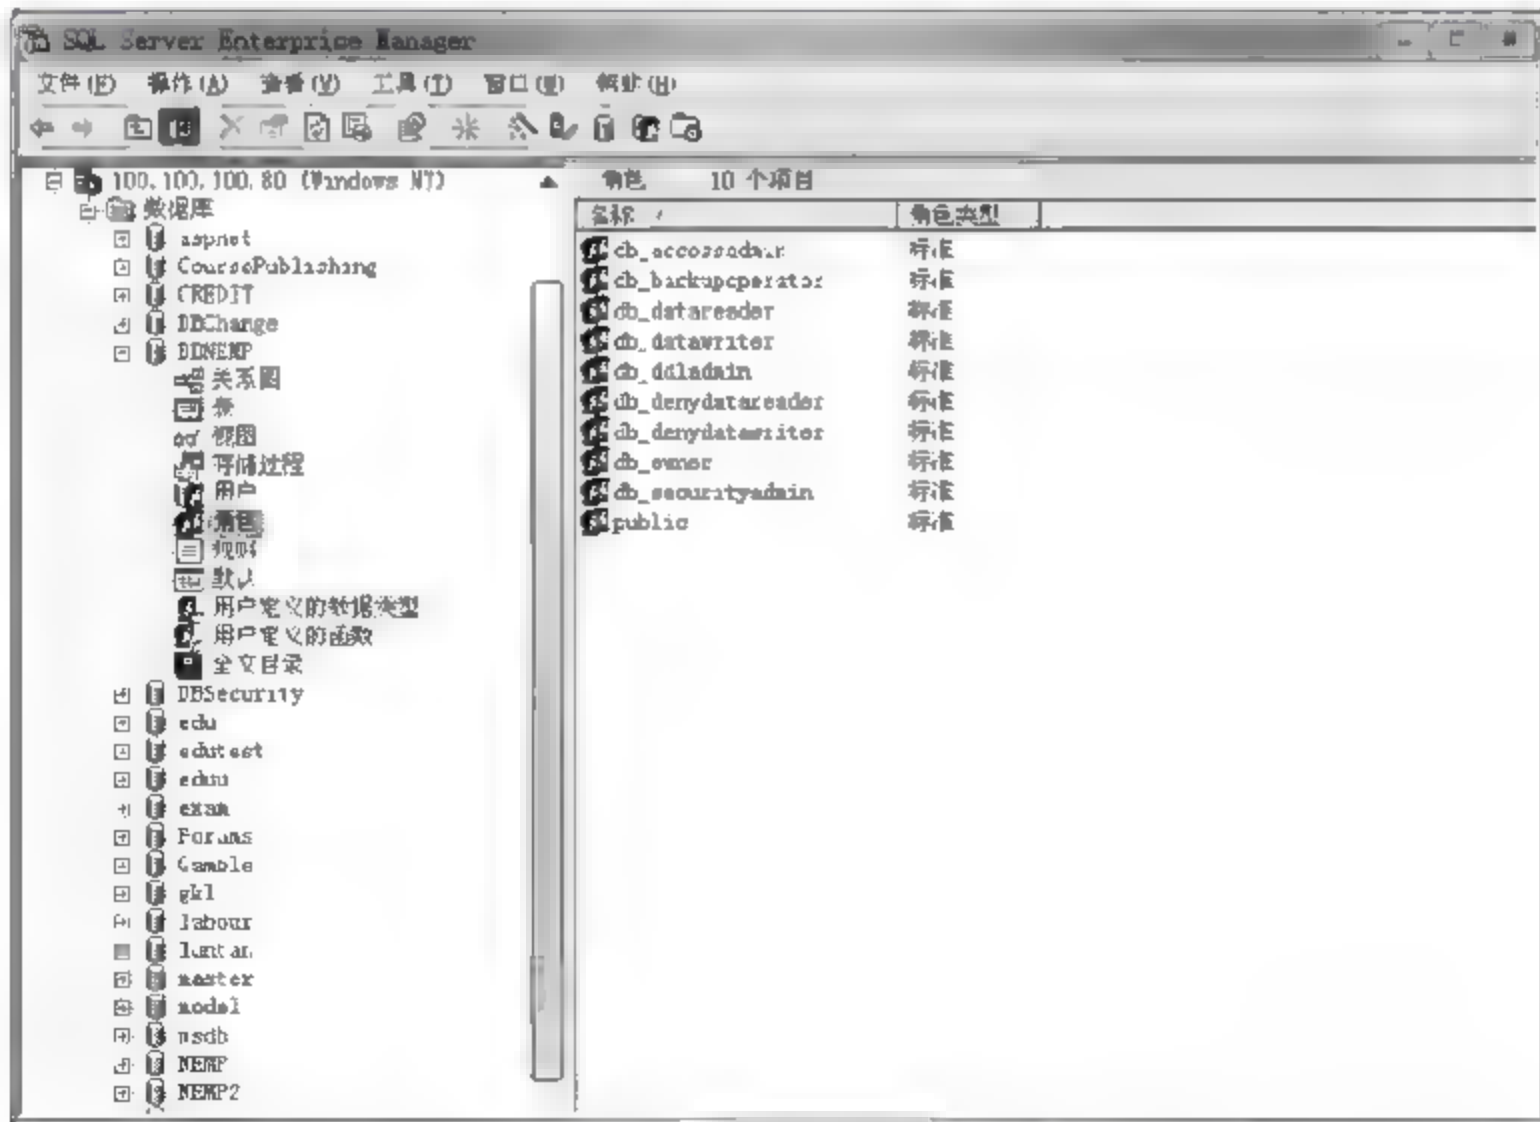 SQL Server Enterprise Manager
文件(F) 操作(A) 查看(V) 工具(T) 窗口(W) 帮助(H)
100.100.100.80 (Windows NT)
数据库
aspnet
CoursePublishing
CREDIT
DBChange
关系图
表
视图
存储过程
用户
角色
规则
默认
用户定义的数据类型
用户定义的函数
全文目录
DBSecurity
edu
edutest
eduu
exam
Forums
gkl
labour
luntan
master
model
msdb
NEMP
NEMP2
角色 10 个项目
名称 / 角色类型
db_accessadmin 标准
db_backupoperator 标准
db_datareader 标准
db_datawriter 标准
db_ddladmin 标准
db_denydatareader 标准
db_denydatawriter 标准
db_owner 标准
db_securityadmin 标准
public 标准